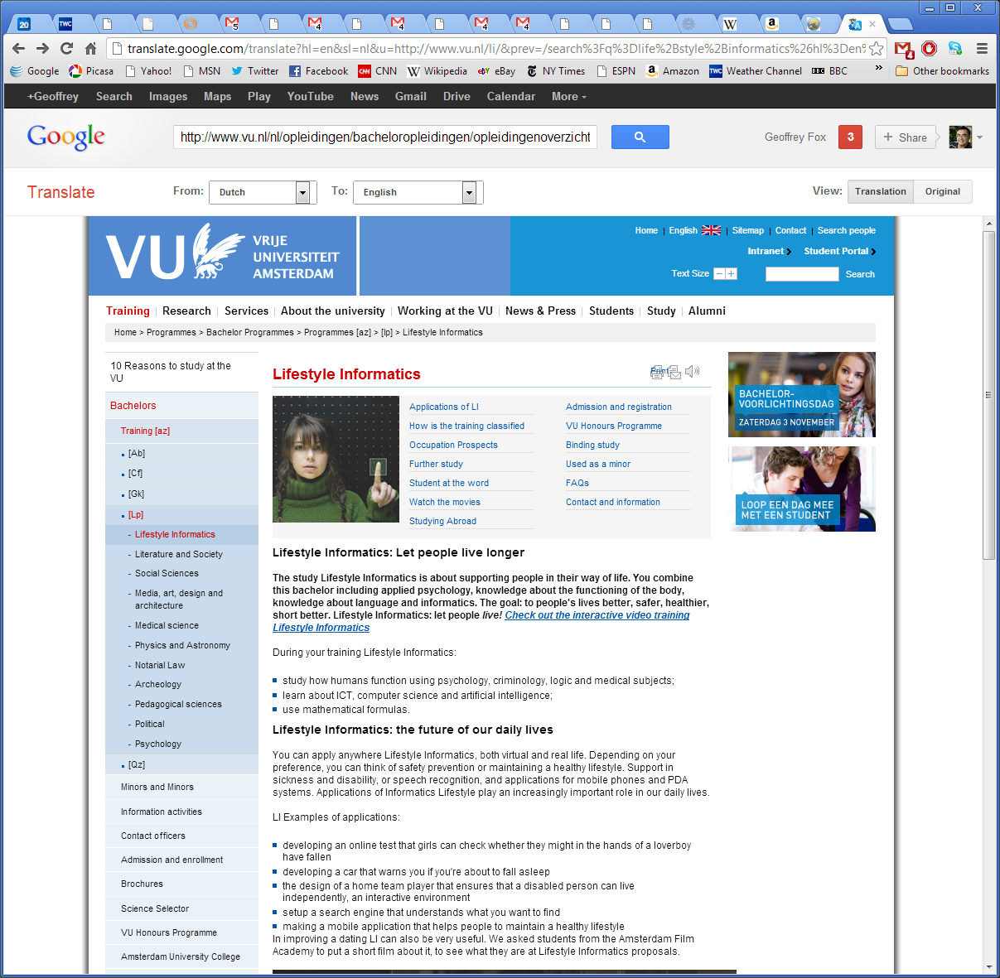 20
TWC
5
4
4
4
4
W
a
translate.google.com/translate?hl=en&sl=nl&u=http://www.vu.nl/li/&prev=/search%3Fq%3Dlife%2Bstyle%2Binformatics%26hl%3Den%
4
Google Picasa Yahoo! MSN Twitter Facebook CNN Wikipedia eBay NY Times ESPN Amazon Weather Channel BBC » Other bookmarks
+Geoffrey Search Images Maps Play YouTube News Gmail Drive Calendar More
Google
http://www.vu.nl/nl/opleidingen/bacheloropleidingen/opleidingenoverzicht
Geoffrey Fox 3 + Share
Translate From: Dutch To: English View: Translation Original
VU VRIJE
UNIVERSITEIT
AMSTERDAM
Home | English | Sitemap | Contact | Search people
Intranet Student Portal
Text Size − + Search
Training | Research | Services | About the university | Working at the VU | News & Press | Students | Study | Alumni
Home > Programmes > Bachelor Programmes > Programmes [az] > [lp] > Lifestyle Informatics
10 Reasons to study at the
VU
Bachelors
Training [az]
[Ab]
[Cf]
[Gk]
[Lp]
- Lifestyle Informatics
- Literature and Society
- Social Sciences
- Media, art, design and
architecture
- Medical science
- Physics and Astronomy
- Notarial Law
- Archeology
- Pedagogical sciences
- Political
- Psychology
[Qz]
Minors and Minors
Information activities
Contact officers
Admission and enrollment
Brochures
Science Selector
VU Honours Programme
Amsterdam University College
Lifestyle Informatics
Print
Applications of LI
How is the training classified
Occupation Prospects
Further study
Student at the word
Watch the movies
Studying Abroad
Admission and registration
VU Honours Programme
Binding study
Used as a minor
FAQs
Contact and information
Lifestyle Informatics: Let people live longer
The study Lifestyle Informatics is about supporting people in their way of life. You combine
this bachelor including applied psychology, knowledge about the functioning of the body,
knowledge about language and informatics. The goal: to people's lives better, safer, healthier,
short better. Lifestyle Informatics: let people live! Check out the interactive video training
Lifestyle Informatics
During your training Lifestyle Informatics:
study how humans function using psychology, criminology, logic and medical subjects;
learn about ICT, computer science and artificial intelligence;
use mathematical formulas.
Lifestyle Informatics: the future of our daily lives
You can apply anywhere Lifestyle Informatics, both virtual and real life. Depending on your
preference, you can think of safety prevention or maintaining a healthy lifestyle. Support in
sickness and disability, or speech recognition, and applications for mobile phones and PDA
systems. Applications of Informatics Lifestyle play an increasingly important role in our daily lives.
LI Examples of applications:
developing an online test that girls can check whether they might in the hands of a loverboy
have fallen
developing a car that warns you if you're about to fall asleep
the design of a home team player that ensures that a disabled person can live
independently, an interactive environment
setup a search engine that understands what you want to find
making a mobile application that helps people to maintain a healthy lifestyle
In improving a dating LI can also be very useful. We asked students from the Amsterdam Film
Academy to put a short film about it, to see what they are at Lifestyle Informatics proposals.
BACHELOR-
VOORLICHTINGSDAG
ZATERDAG 3 NOVEMBER
LOOP EEN DAG MEE
MET EEN STUDENT